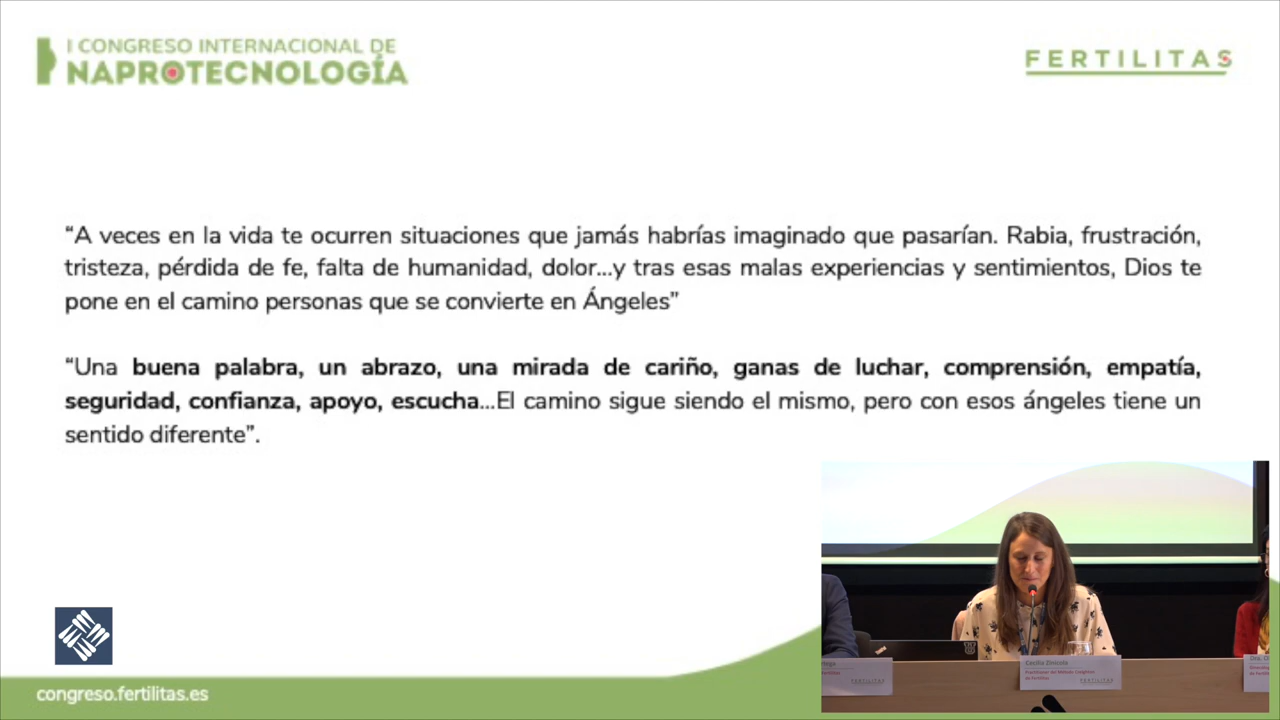 I CONGRESO INTERNACIONAL DE
NAPROTECNOLOGÍA
FERTILITAS
“A veces en la vida te ocurren situaciones que jamás habrías imaginado que pasarían. Rabia, frustración,
tristeza, pérdida de fe, falta de humanidad, dolor...y tras esas malas experiencias y sentimientos, Dios te
pone en el camino personas que se convierte en Ángeles”
“Una buena palabra, un abrazo, una mirada de cariño, ganas de luchar, comprensión, empatía,
seguridad, confianza, apoyo, escucha...El camino sigue siendo el mismo, pero con esos ángeles tiene un
sentido diferente”.
congreso.fertilitas.es
Cecilia
FERTILITAS